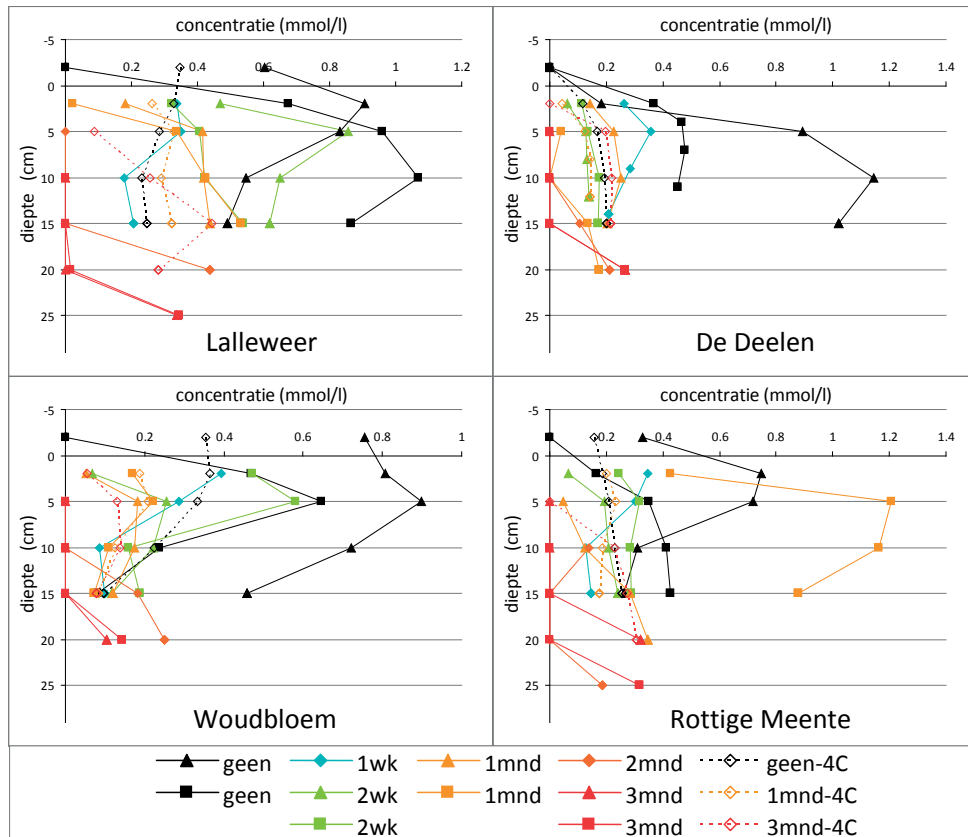 concentratie (mmol/l)
-5
0.2 0.4 0.6 0.8 1 1.2
0
5
10
15
20
25
diepte (cm)
Lalleweer
concentratie (mmol/l)
-5
0.2 0.4 0.6 0.8 1 1.2 1.4
0
5
10
15
20
25
diepte (cm)
De Deelen
concentratie (mmol/l)
-5
0.2 0.4 0.6 0.8 1
0
5
10
15
20
25
diepte (cm)
Woudbloem
concentratie (mmol/l)
-5
0.2 0.4 0.6 0.8 1 1.2 1.4
0
5
10
15
20
25
diepte (cm)
Rottige Meente
geen 1wk 1mnd 2mnd geen-4C
geen 2wk 1mnd 3mnd 1mnd-4C
2wk 3mnd 3mnd-4C